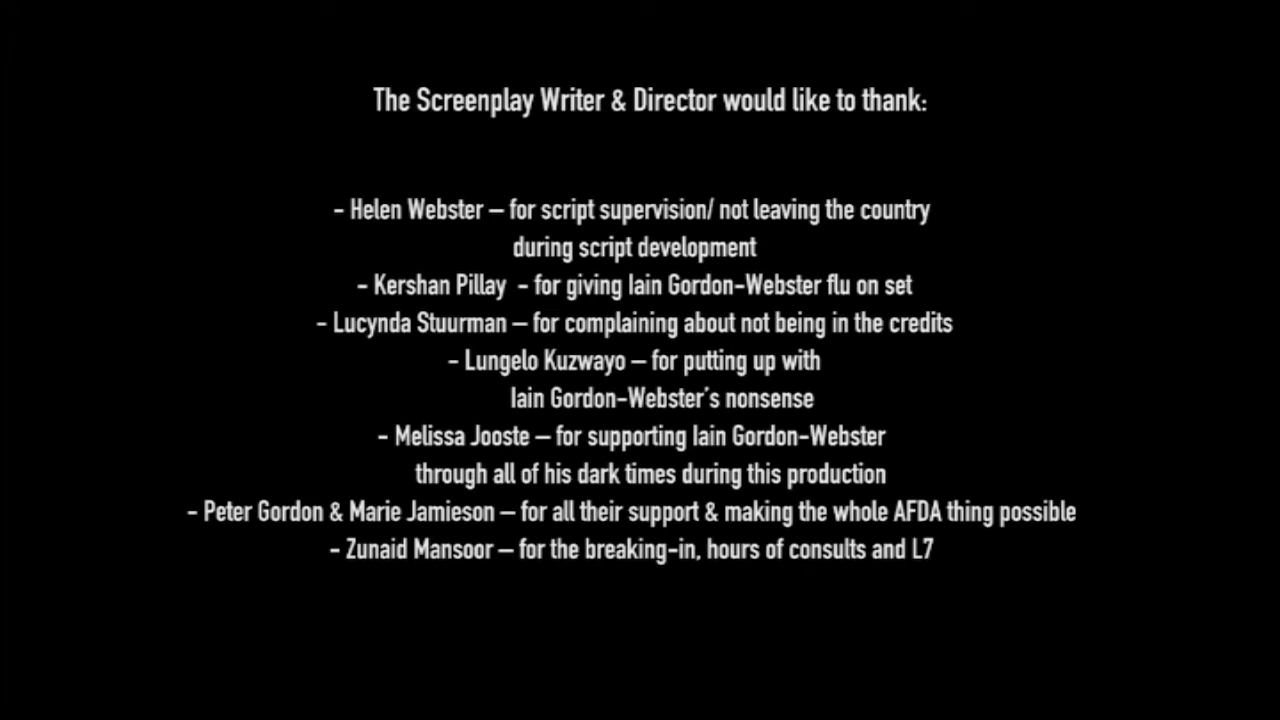 The Screenplay Writer & Director would like to thank:
- Helen Webster – for script supervision/ not leaving the country
during script development
- Kershan Pillay  - for giving Iain Gordon-Webster flu on set
- Lucynda Stuurman – for complaining about not being in the credits
- Lungelo Kuzwayo – for putting up with
Iain Gordon-Webster's nonsense
- Melissa Jooste – for supporting Iain Gordon-Webster
through all of his dark times during this production
- Peter Gordon & Marie Jamieson – for all their support & making the whole AFDA thing possible
- Zunaid Mansoor – for the breaking-in, hours of consults and L7